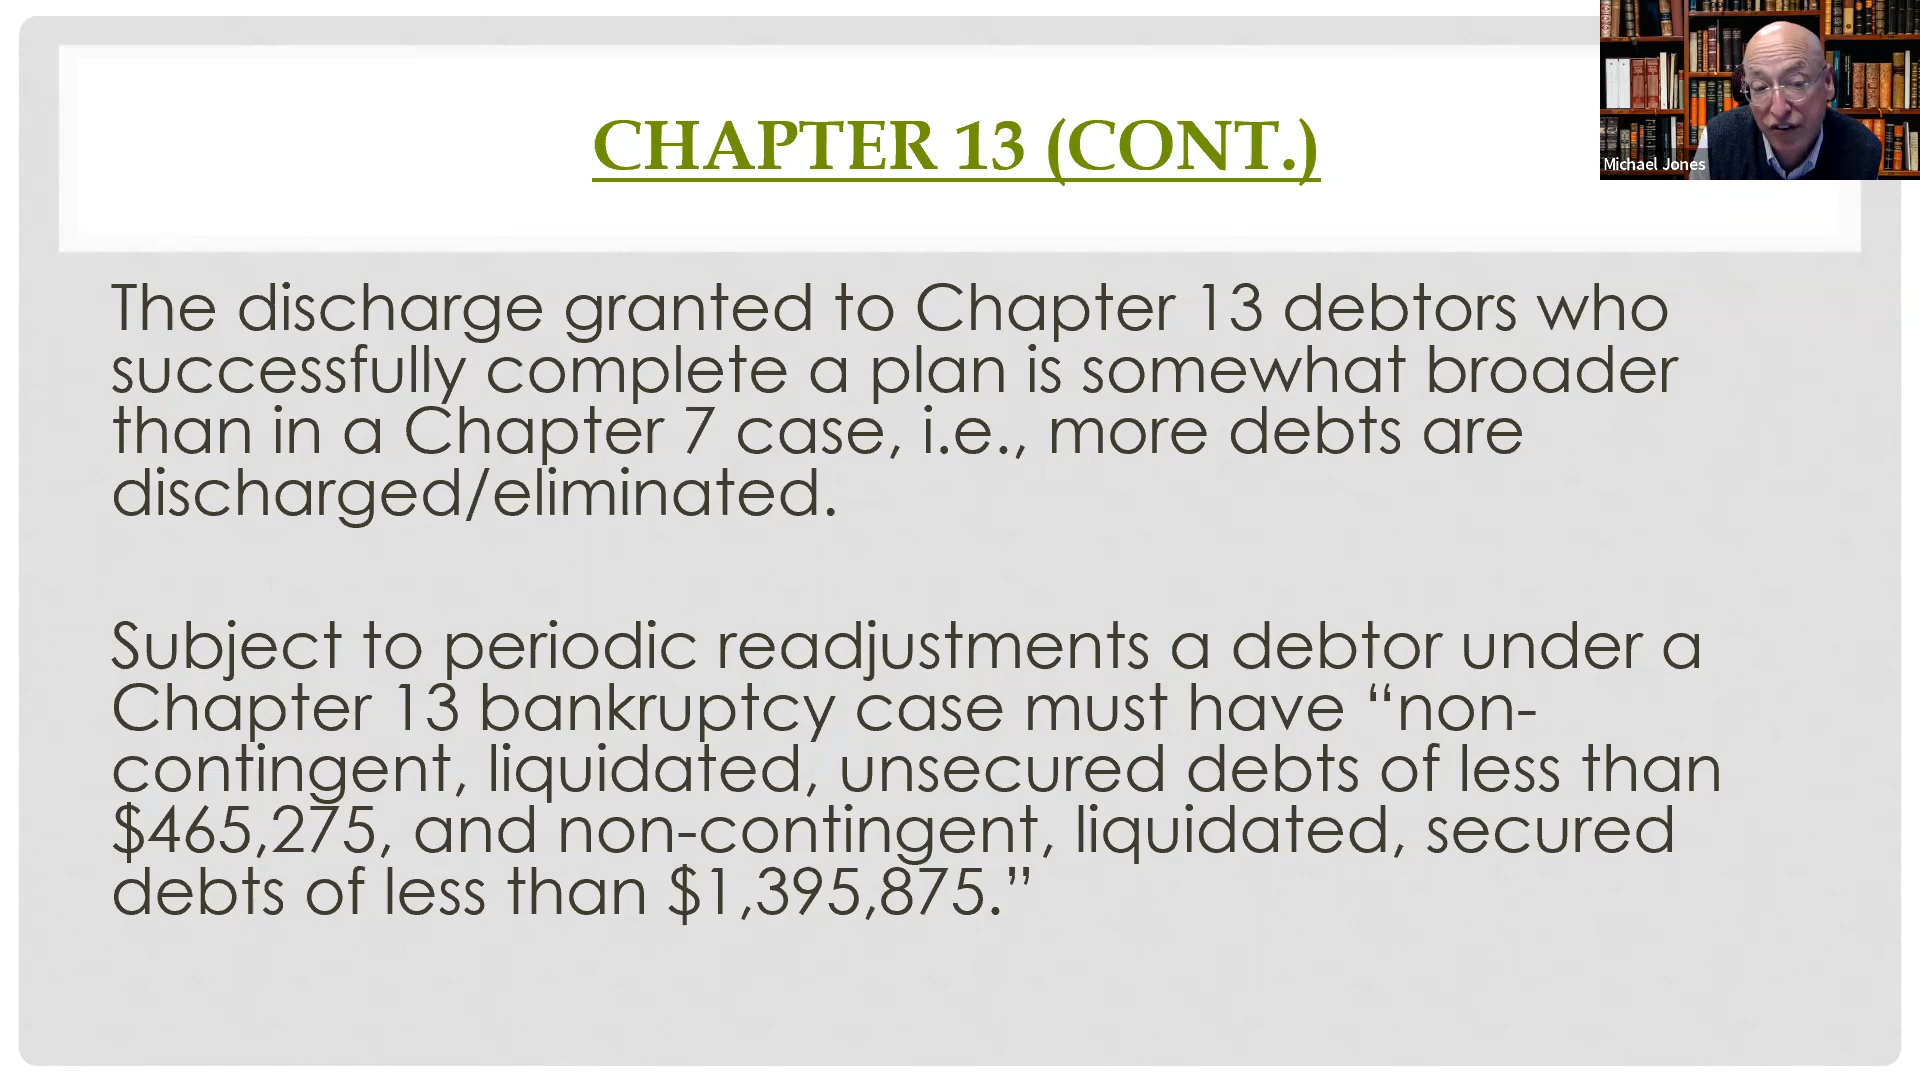 CHAPTER 13 (CONT.)
Michael Jones
The discharge granted to Chapter 13 debtors who
successfully complete a plan is somewhat broader
than in a Chapter 7 case, i.e., more debts are
discharged/eliminated.
Subject to periodic readjustments a debtor under a
Chapter 13 bankruptcy case must have “non-
contingent, liquidated, unsecured debts of less than
$465,275, and non-contingent, liquidated, secured
debts of less than $1,395,875.”